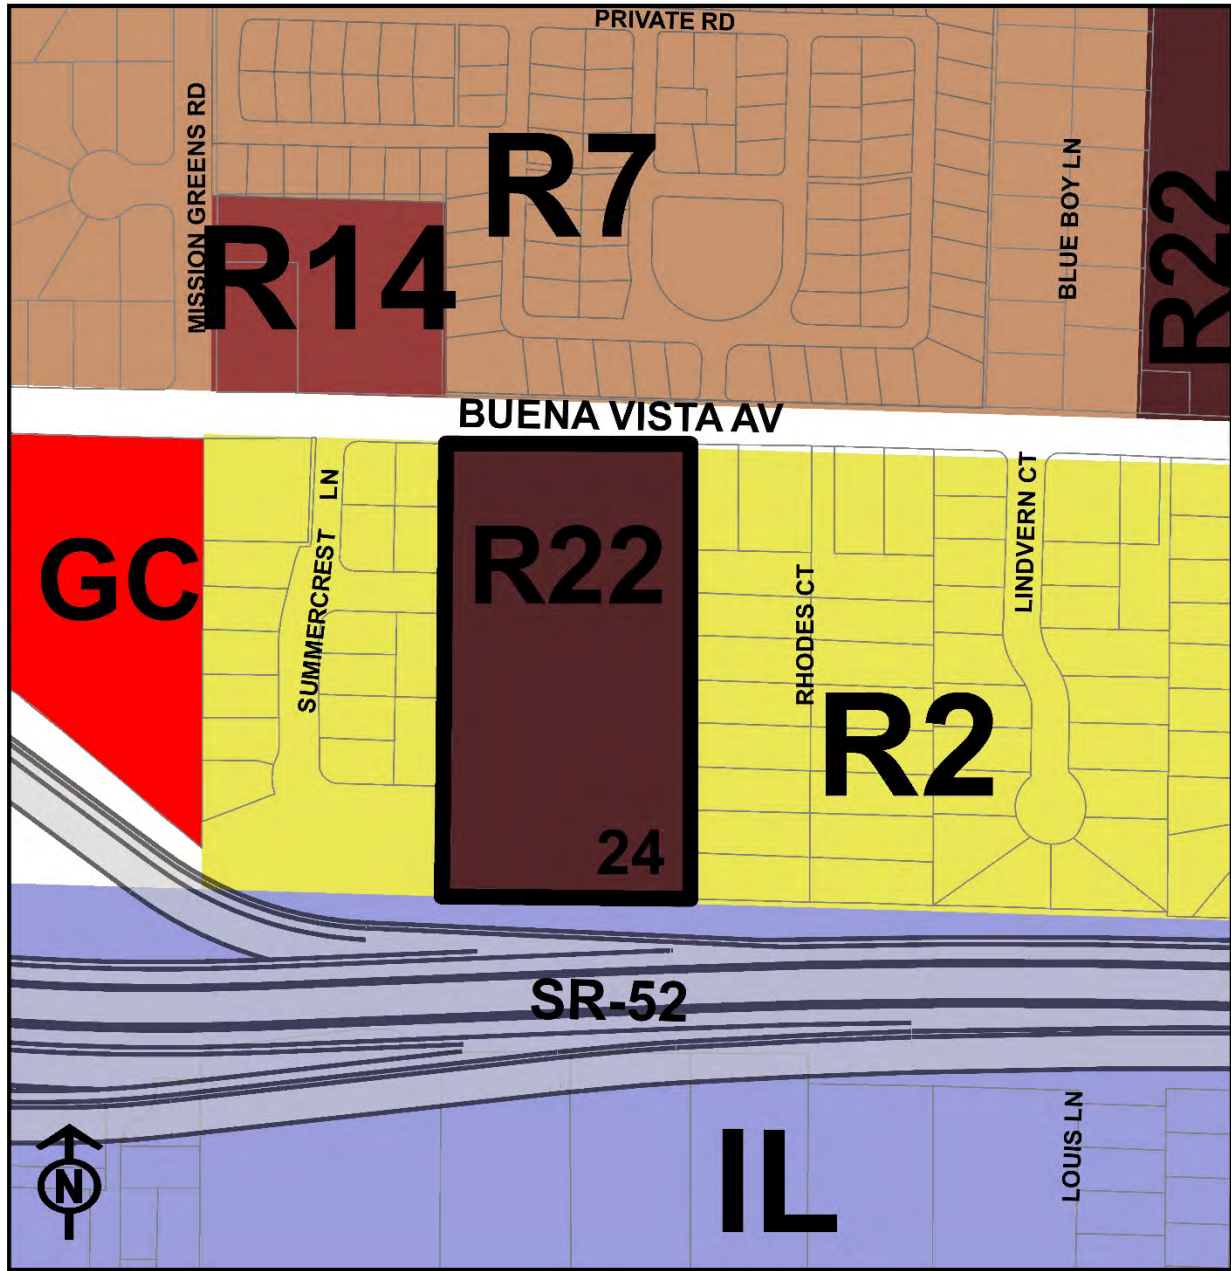 PRIVATE RD
MISSION GREENS RD
R7
R14
BLUE BOY LN
R22
BUENA VISTA AV
GC
SUMMERCREST LN
R22
24
RHODES CT
R2
LINDVERN CT
SR-52
IL
LOUIS LN
N